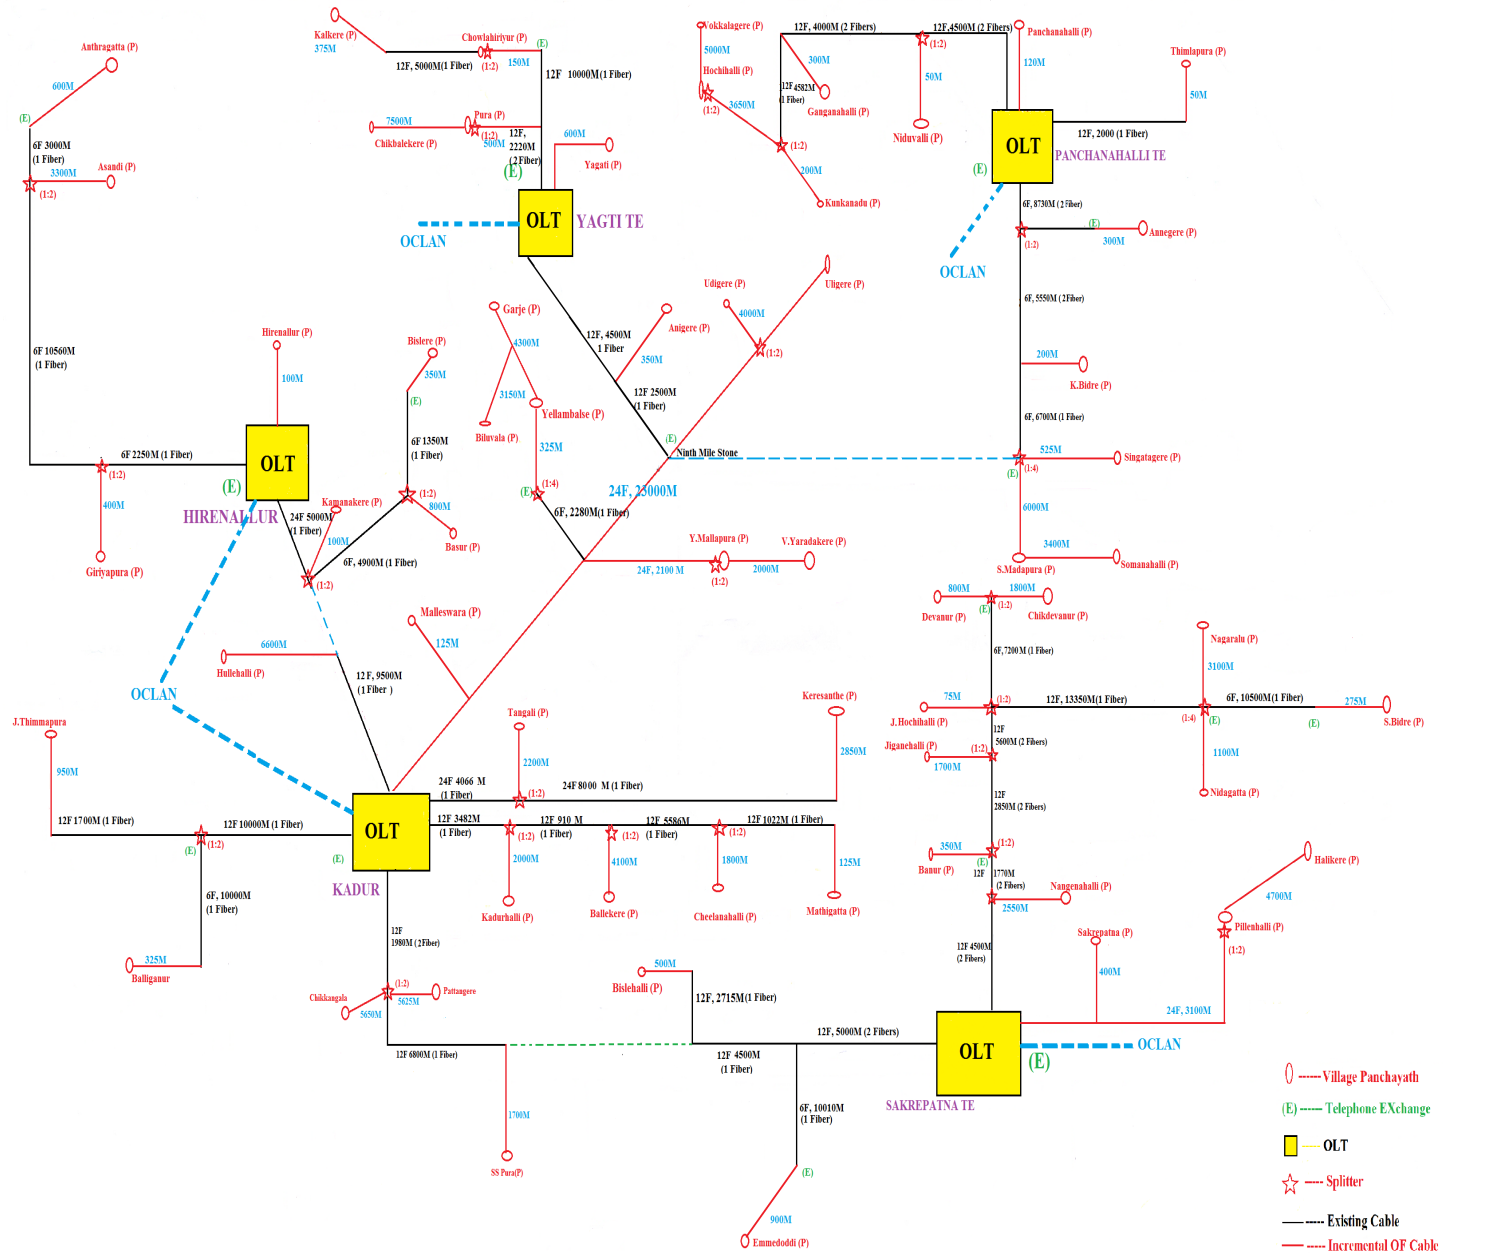 Anthragatta (P)
600M
(E)
6F 3000M
(1 Fiber)
3300M
Asandi (P)
(1:2)
6F 10560M
(1 Fiber)
6F 2250M (1 Fiber)
(1:2)
400M
Giriyapura (P)
Kalkere (P)
375M
Chowlahiriyur (P)
(E)
12F, 5000M (1 Fiber)
(1:2)
150M
12F 10000M (1 Fiber)
Pura (P)
7500M
Chikbalekere (P)
(1:2)
500M
12F,
2220M
(2Fiber)
600M
Yagati (P)
(E)
OLT
YAGTI TE
OCLAN
Vokkalagere (P)
5000M
Hochihalli (P)
(1:2)
3650M
12F, 4000M (2 Fibers)
300M
12F 4582M
(1 Fiber)
Ganganahalli (P)
(1:2)
200M
Kunkanadu (P)
12F,4500M (2 Fibers)
(1:2)
50M
Niduvalli (P)
Panchanahalli (P)
120M
Thimlapura (P)
50M
12F, 2000 (1 Fiber)
OLT
PANCHANAHALLI TE
(E)
OCLAN
6F, 8730M (2 Fiber)
(E)
(1:2)
300M
Annegere (P)
6F, 5550M (2Fiber)
200M
K.Bidre (P)
6F, 6700M (1 Fiber)
525M
Singatagere (P)
(E)
(1:4)
6000M
3400M
S.Madapura (P)
Somanahalli (P)
Hirenallur (P)
100M
OLT
(E)
HIRENALLUR
Bislere (P)
350M
(E)
6F 1350M
(1 Fiber)
(1:2)
800M
Basur (P)
Kamanakere (P)
24F 5000M
(1 Fiber)
100M
6F, 4900M (1 Fiber)
(1:2)
6600M
Hullehalli (P)
12F, 9500M
(1 Fiber )
OCLAN
Garje (P)
4300M
3150M
Biluvala (P)
Yellambalse (P)
325M
(E)
(1:4)
6F, 2280M(1 Fiber)
12F, 4500M
1 Fiber
Anigere (P)
350M
12F 2500M
(1 Fiber)
(E)
Ninth Mile Stone
24F, 23000M
Udigere (P)
4000M
(1:2)
Uligere (P)
Y.Mallapura (P)
V.Yaradakere (P)
24F, 2100 M
2000M
(1:2)
Malleswara (P)
125M
J.Thimmapura
950M
12F 1700M (1 Fiber)
12F 10000M (1 Fiber)
(E)
(1:2)
6F, 10000M
(1 Fiber)
325M
Balliganur
OLT
(E)
KADUR
24F 4066 M
(1 Fiber)
Tangali (P)
2200M
(1:2)
24F 8000 M (1 Fiber)
Keresanthe (P)
2850M
12F 3482M
(1 Fiber)
(1:2)
12F 910 M
(1 Fiber)
(1:2)
12F, 5586M
(1 Fiber)
(1:2)
12F 1022M (1 Fiber)
2000M
Kadurhalli (P)
4100M
Ballekere (P)
1800M
Cheelanahalli (P)
125M
Mathigatta (P)
12F
1980M (2Fiber)
(1:2)
Chikkangala
5650M
5625M
Pattangere
12F 6800M (1 Fiber)
1700M
SS Pura(P)
500M
Bislehalli (P)
12F, 2715M (1 Fiber)
12F 4500M
(1 Fiber)
12F, 5000M (2 Fibers)
6F, 10010M
(1 Fiber)
(E)
900M
Emmedoddi (P)
800M
1800M
Devanur (P)
(E)
(1:2)
Chikdevanur (P)
6F,7200M (1 Fiber)
75M
J.Hochihalli (P)
(1:2)
12F, 13350M(1 Fiber)
Nagaralu (P)
3100M
(1:4)
(E)
6F, 10500M(1 Fiber)
(E)
275M
S.Bidre (P)
1100M
Nidagatta (P)
12F
5600M (2 Fibers)
Jiganehalli (P)
(1:2)
1700M
12F
2850M (2 Fibers)
350M
Banur (P)
(1:2)
(E)
12F 1770M
(2 Fibers)
Nangenahalli (P)
2550M
12F 4500M
(2 Fibers)
Sakrepatna (P)
400M
24F, 3100M
Halikere (P)
4700M
Pillenhalli (P)
(1:2)
OLT
(E)
OCLAN
SAKREPATNA TE
------ Village Panchayath
(E) ----- Telephone EXchange
OLT
----- Splitter
----- Existing Cable
----- Incremental OF Cable